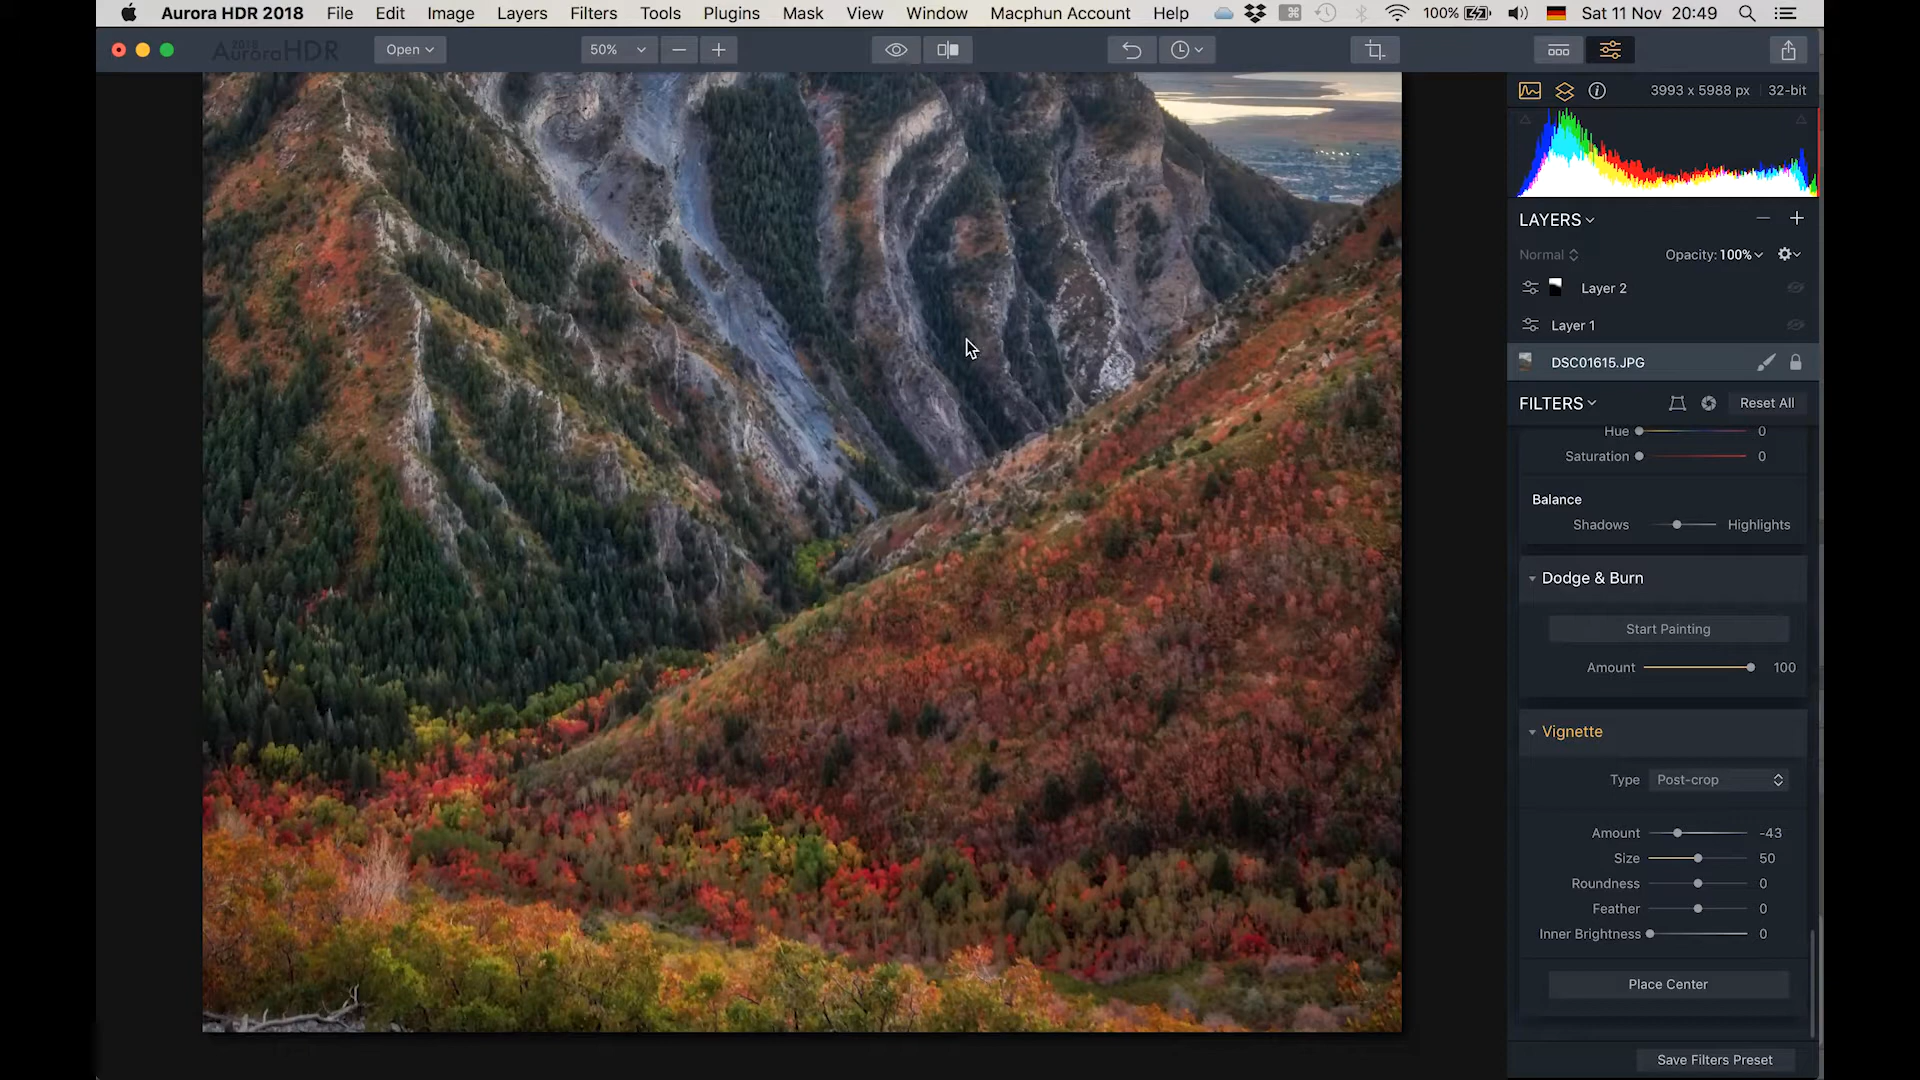 Aurora HDR 2018 File Edit Image Layers Filters Tools Plugins Mask View Window Macphun Account Help 100% Sat 11 Nov 20:49
2018
AuroraHDR Open 50%
3993 x 5988 px 32-bit
LAYERS
Normal Opacity: 100%
Layer 2
Layer 1
DSC01615.JPG
FILTERS Reset All
Hue 0
Saturation 0
Balance
Shadows Highlights
Dodge & Burn
Start Painting
Amount 100
Vignette
Type Post-crop
Amount -43
Size 50
Roundness 0
Feather 0
Inner Brightness 0
Place Center
Save Filters Preset